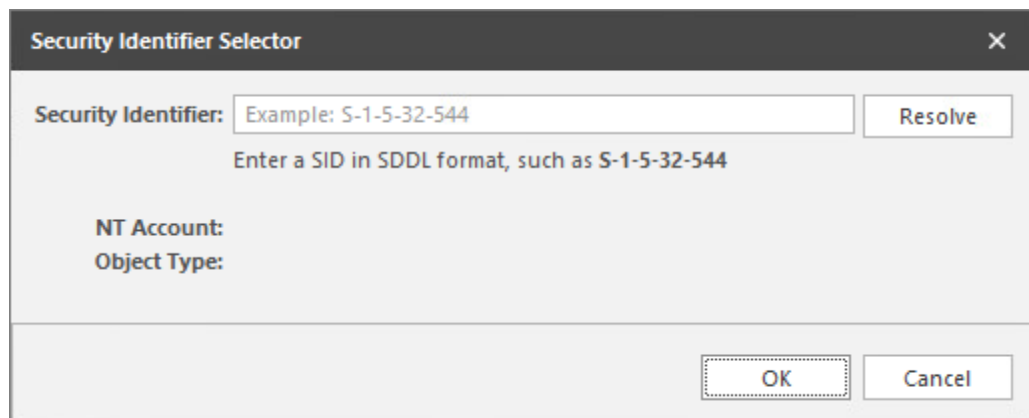 Security Identifier Selector
Security Identifier: Example: S-1-5-32-544 Resolve
Enter a SID in SDDL format, such as S-1-5-32-544
NT Account:
Object Type:
OK Cancel